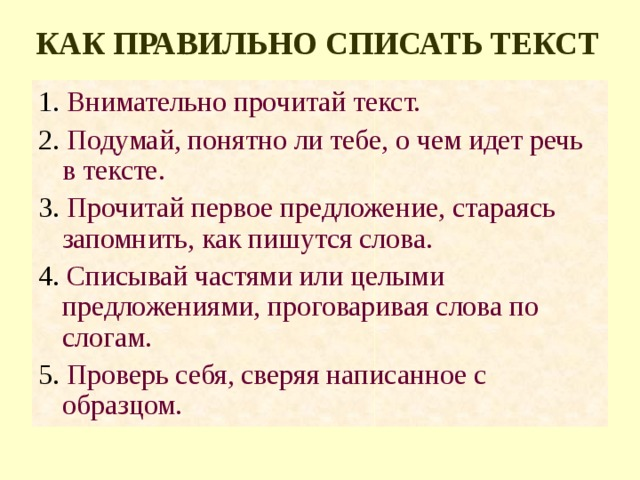 КАК ПРАВИЛЬНО СПИСАТЬ ТЕКСТ
1. Внимательно прочитай текст.
2. Подумай, понятно ли тебе, о чем идет речь
в тексте.
3. Прочитай первое предложение, стараясь
запомнить, как пишутся слова.
4. Списывай частями или целыми
предложениями, проговаривая слова по
слогам.
5. Проверь себя, сверяя написанное с
образцом.